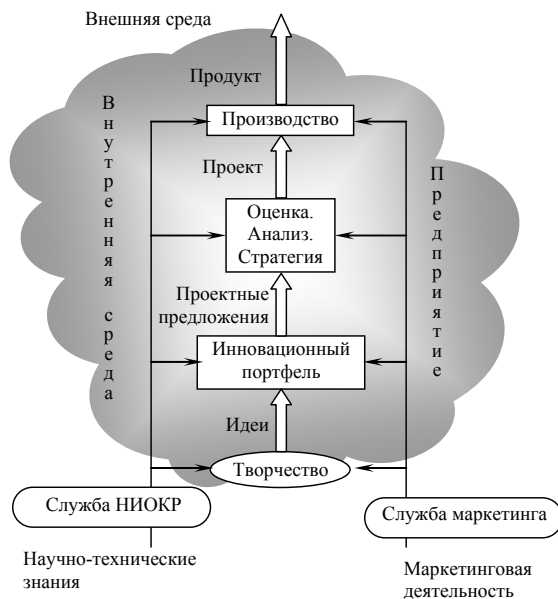 Внешняя среда
Продукт
Внутренняя среда
Производство
Предприятие
Проект
Оценка.
Анализ.
Стратегия
Проектные
предложения
Инновационный
портфель
Идеи
Творчество
Служба НИОКР
Служба маркетинга
Научно-технические
знания
Маркетинговая
деятельность